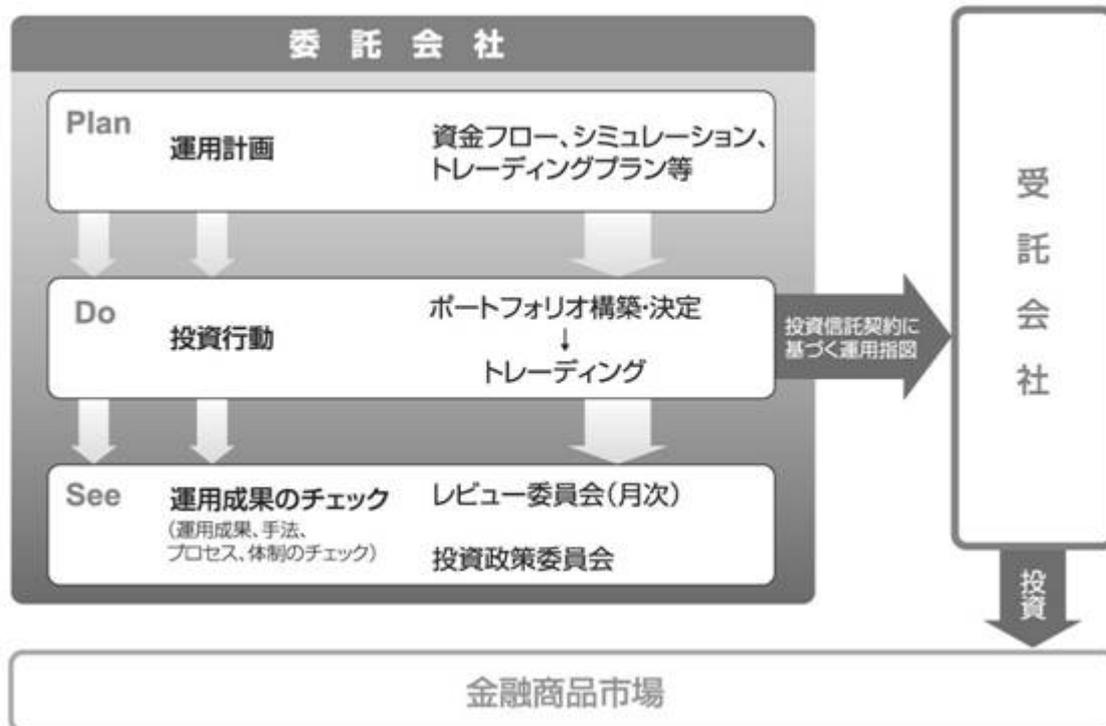 委託会社
Plan
運用計画
資金フロー、シミュレーション、
トレーディングプラン等
Do
投資行動
ポートフォリオ構築・決定
↓
トレーディング
投資信託契約に
基づく運用指図
See
運用成果のチェック
(運用成果、手法、
プロセス、体制のチェック)
レビュー委員会(月次)
投資政策委員会
受託会社
投資
金融商品市場